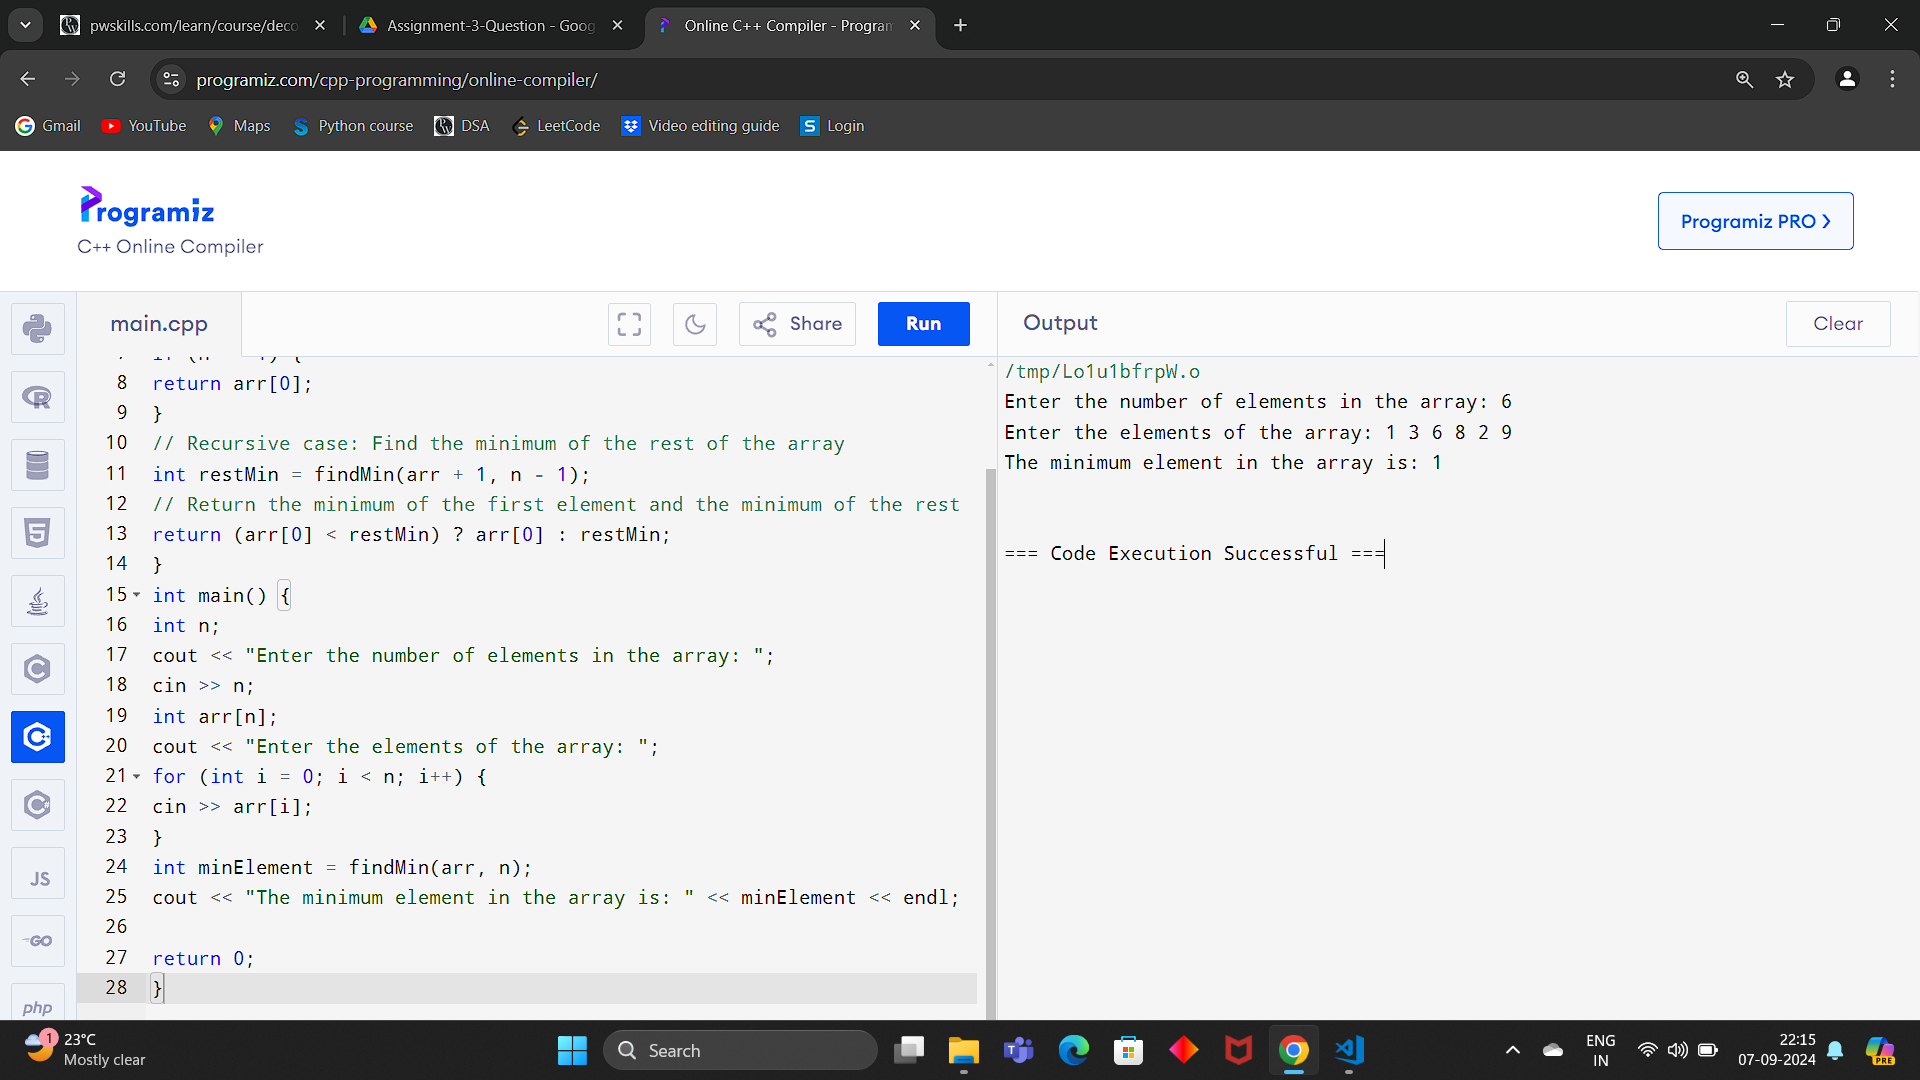 pwskills.com/learn/course/deco
Assignment-3-Question - Goog
Online C++ Compiler - Program
programiz.com/cpp-programming/online-compiler/
Gmail
YouTube
Maps
Python course
DSA
LeetCode
Video editing guide
Login
Programiz
C++ Online Compiler
Programiz PRO >
main.cpp
Share
Run
Output
Clear
8 return arr[0];
9 }
10 // Recursive case: Find the minimum of the rest of the array
11 int restMin = findMin(arr + 1, n - 1);
12 // Return the minimum of the first element and the minimum of the rest
13 return (arr[0] < restMin) ? arr[0] : restMin;
14 }
15 int main() {
16 int n;
17 cout << "Enter the number of elements in the array: ";
18 cin >> n;
19 int arr[n];
20 cout << "Enter the elements of the array: ";
21 for (int i = 0; i < n; i++) {
22 cin >> arr[i];
23 }
24 int minElement = findMin(arr, n);
25 cout << "The minimum element in the array is: " << minElement << endl;
26
27 return 0;
28 }
/tmp/Lo1u1bfrpW.o
Enter the number of elements in the array: 6
Enter the elements of the array: 1 3 6 8 2 9
The minimum element in the array is: 1
=== Code Execution Successful ===
JS
GO
php
1
23°C
Mostly clear
Search
ENG
IN
22:15
07-09-2024
PRE